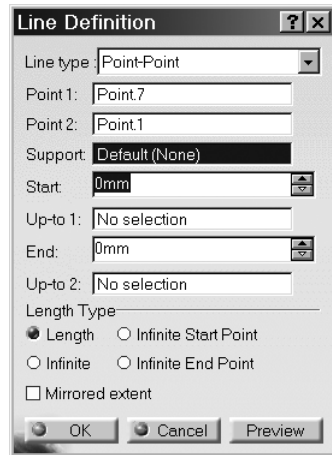 Line Definition ? ×
Line type : Point-Point
Point 1: Point.7
Point 2: Point.1
Support: Default (None)
Start: 0mm
Up-to 1: No selection
End: 0mm
Up-to 2: No selection
Length Type
Length Infinite Start Point
Infinite Infinite End Point
Mirrored extent
OK Cancel Preview